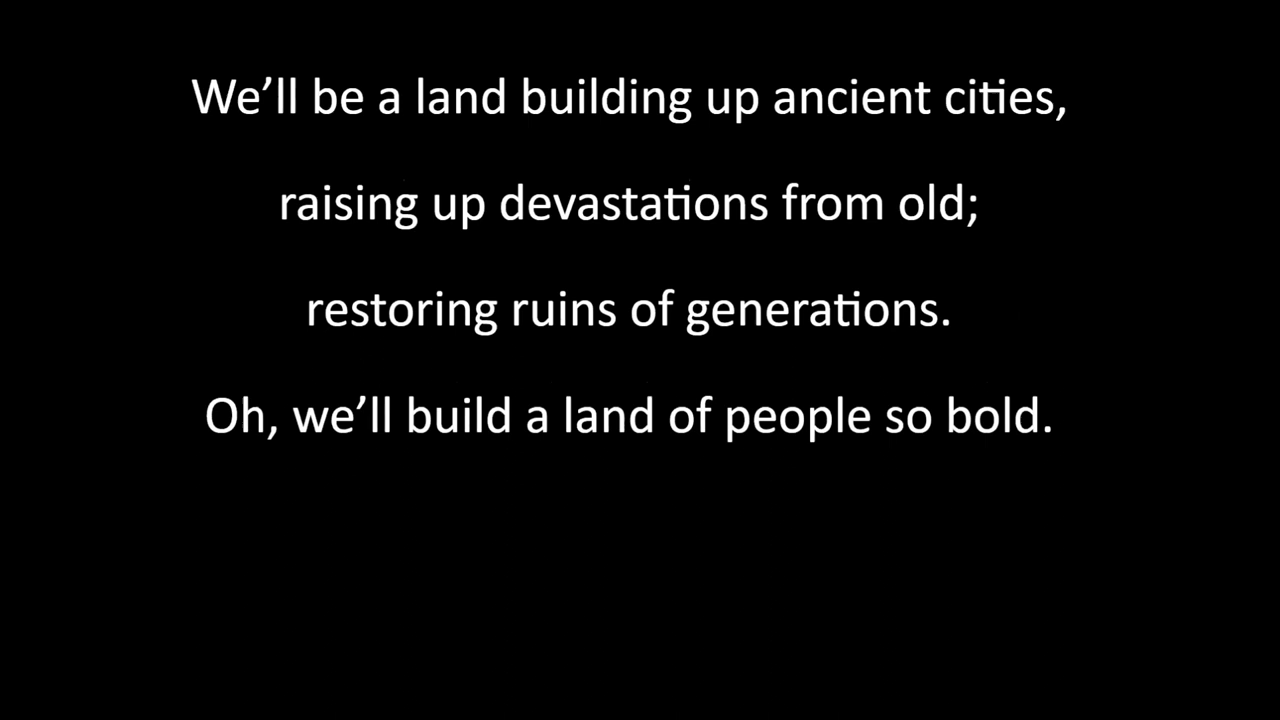 We’ll be a land building up ancient cities,
raising up devastations from old;
restoring ruins of generations.
Oh, we’ll build a land of people so bold.